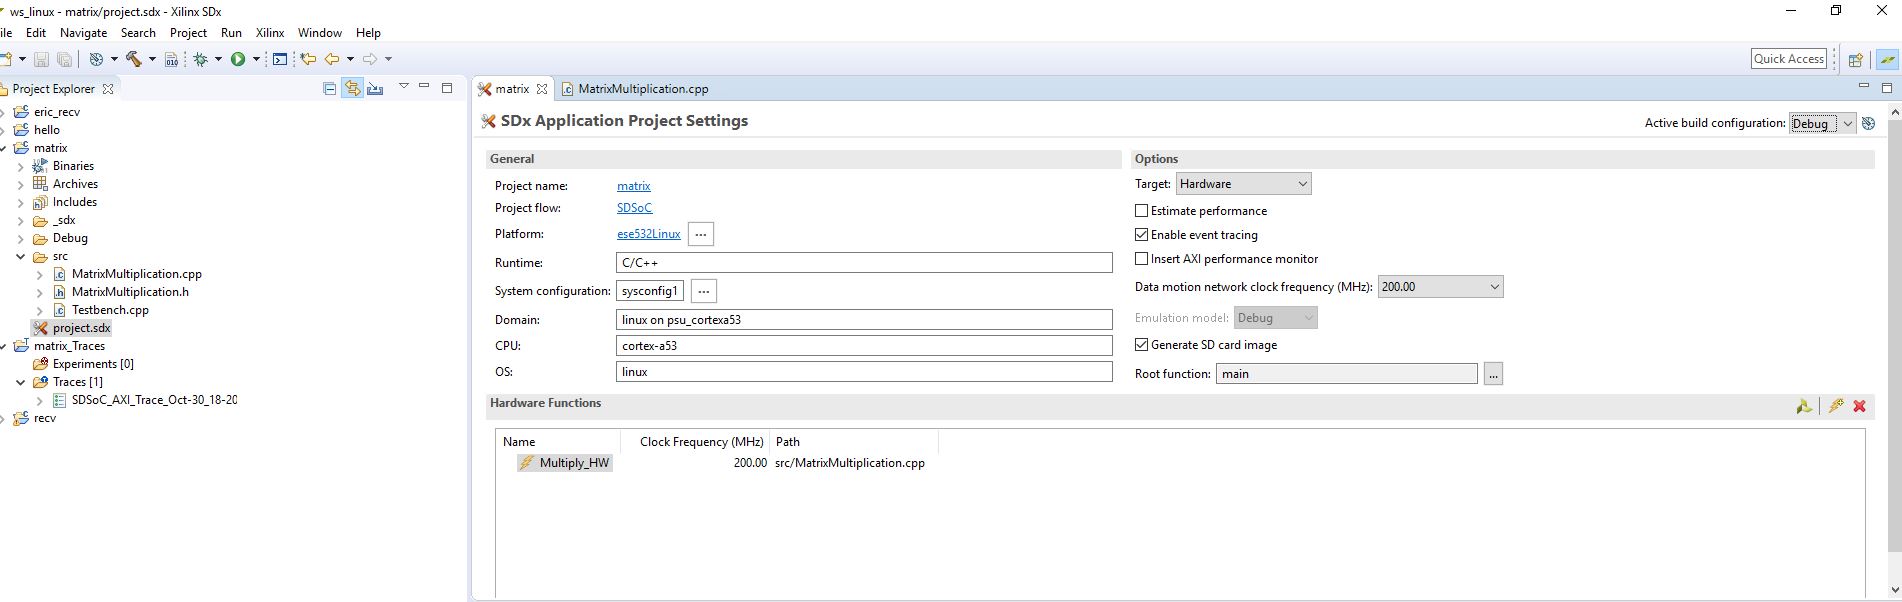 ws_linux - matrix/project.sdx - Xilinx SDx
ile Edit Navigate Search Project Run Xilinx Window Help
Quick Access
Project Explorer
eric_recv
hello
matrix
Binaries
Archives
Includes
_sdx
Debug
src
MatrixMultiplication.cpp
MatrixMultiplication.h
Testbench.cpp
project.sdx
matrix_Traces
Experiments [0]
Traces [1]
SDSoC_AXI_Trace_Oct-30_18-20
recv
matrix MatrixMultiplication.cpp
SDx Application Project Settings
Active build configuration: Debug
General
Project name: matrix
Project flow: SDSoC
Platform: ese532Linux ...
Runtime: C/C++
System configuration: sysconfig1 ...
Domain: linux on psu_cortexa53
CPU: cortex-a53
OS: linux
Options
Target: Hardware
Estimate performance
Enable event tracing
Insert AXI performance monitor
Data motion network clock frequency (MHz): 200.00
Emulation model: Debug
Generate SD card image
Root function: main ...
Hardware Functions
Name Clock Frequency (MHz) Path
Multiply_HW 200.00 src/MatrixMultiplication.cpp